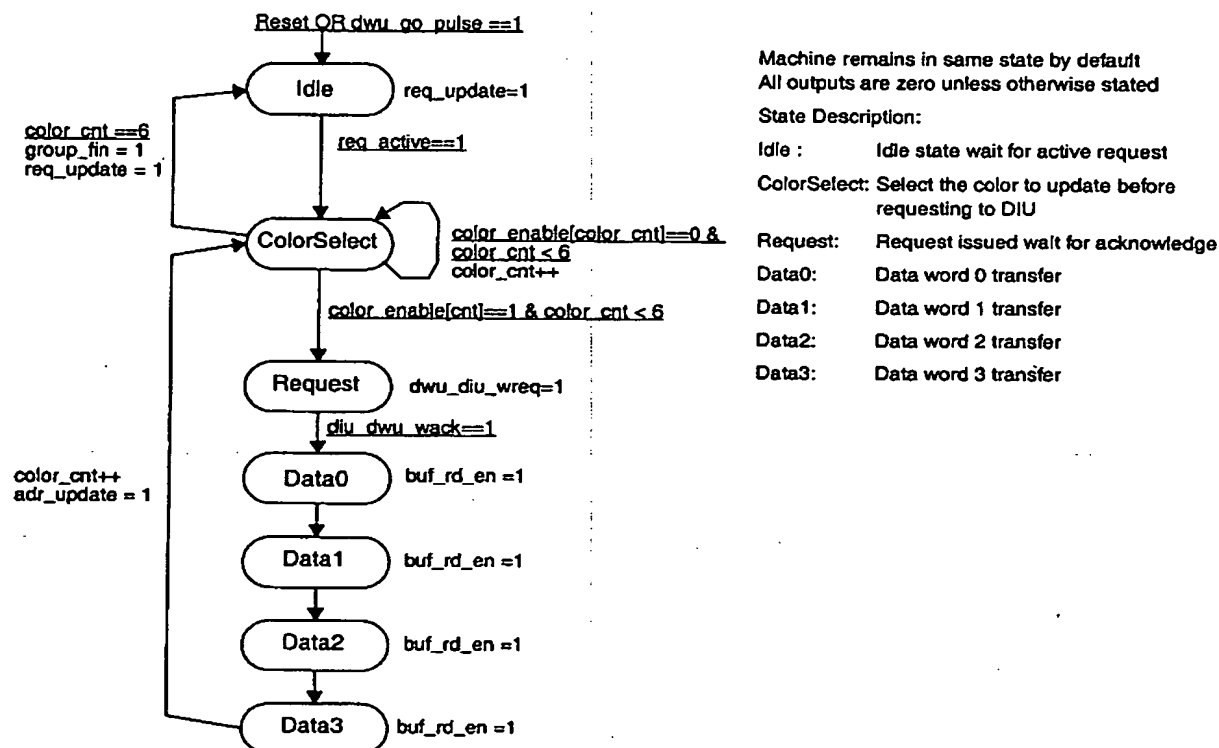 Reset OR dwu_go_pulse ==1
Idle
req_update=1
color_cnt ==6
group_fin = 1
req_update = 1
req_active==1
ColorSelect
color_enable[color_cnt]==0 &
color_cnt < 6
color_cnt++
color_enable[cnt]==1 & color_cnt < 6
Request
dwu_diu_wreq=1
diu_dwu_wack==1
color_cnt++
adr_update = 1
Data0
buf_rd_en =1
Data1
buf_rd_en =1
Data2
buf_rd_en =1
Data3
buf_rd_en =1
Machine remains in same state by default
All outputs are zero unless otherwise stated
State Description:
Idle : Idle state wait for active request
ColorSelect: Select the color to update before
requesting to DIU
Request: Request issued wait for acknowledge
Data0: Data word 0 transfer
Data1: Data word 1 transfer
Data2: Data word 2 transfer
Data3: Data word 3 transfer